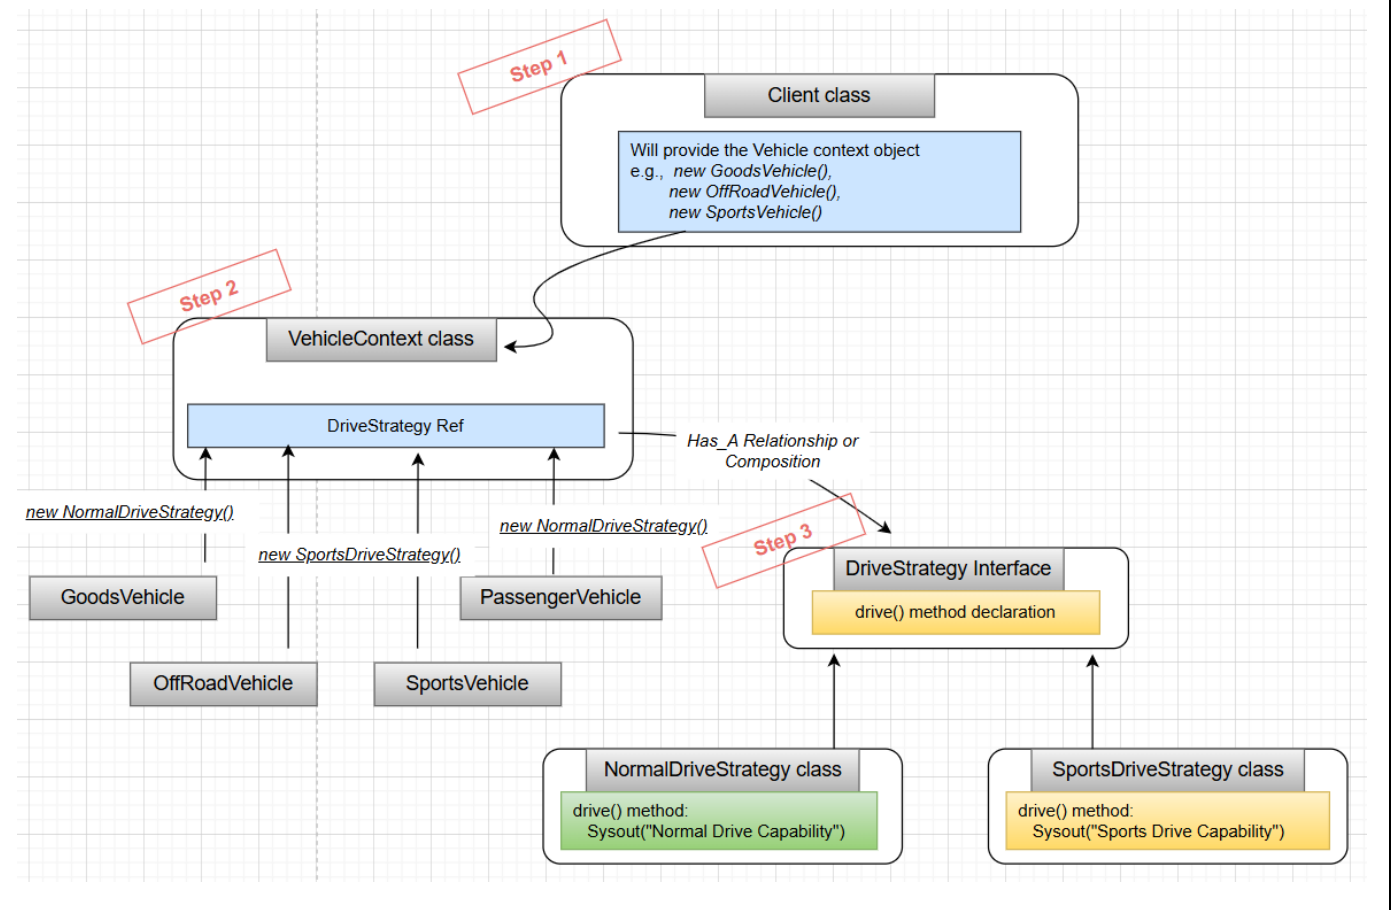 Step 1
Client class
Will provide the Vehicle context object
e.g., new GoodsVehicle(),
new OffRoadVehicle(),
new SportsVehicle()
Step 2
VehicleContext class
DriveStrategy Ref
Has_A Relationship or
Composition
new NormalDriveStrategy()
new SportsDriveStrategy()
new NormalDriveStrategy()
GoodsVehicle
PassengerVehicle
OffRoadVehicle
SportsVehicle
Step 3
DriveStrategy Interface
drive() method declaration
NormalDriveStrategy class
drive() method:
Sysout("Normal Drive Capability")
SportsDriveStrategy class
drive() method:
Sysout("Sports Drive Capability")